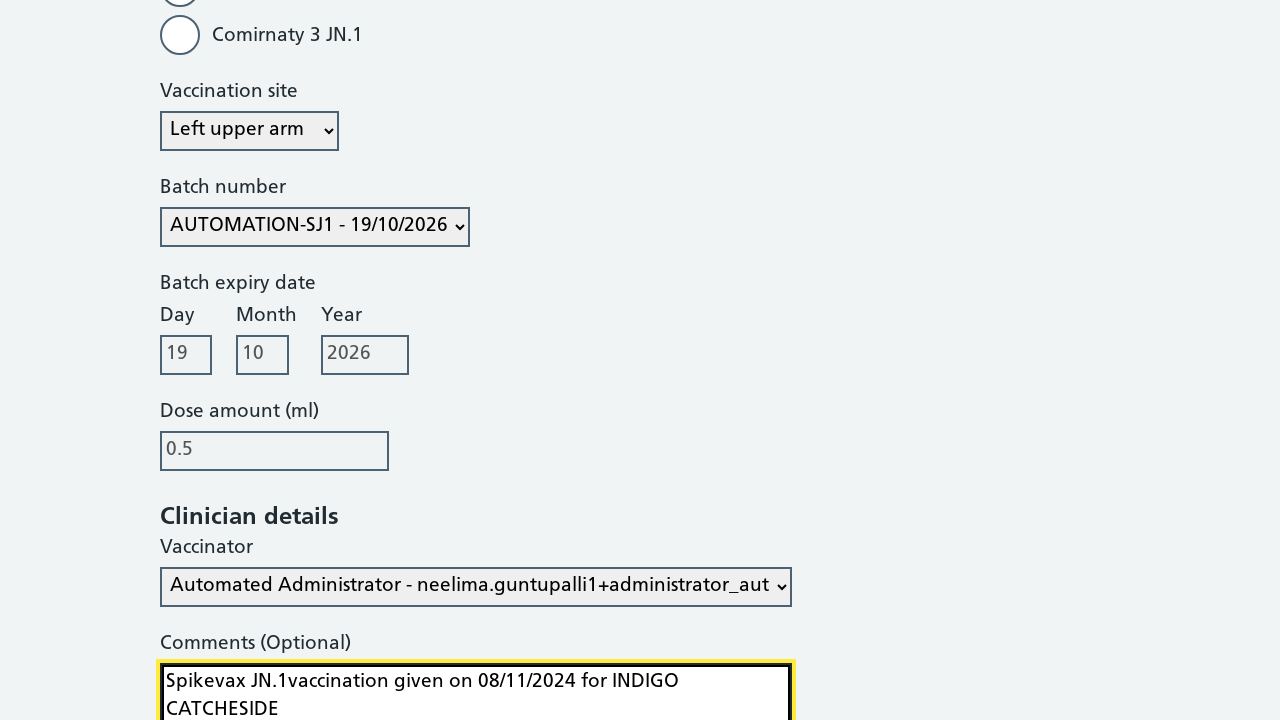 Comirnaty 3 JN.1
Vaccination site
Left upper arm
Batch number
AUTOMATION-SJ1 - 19/10/2026
Batch expiry date
Day Month Year
19 10 2026
Dose amount (ml)
0.5
Clinician details
Vaccinator
Automated Administrator - neelima.guntupalli1+administrator_aut
Comments (Optional)
Spikevax JN.1vaccination given on 08/11/2024 for INDIGO
CATCHESIDE